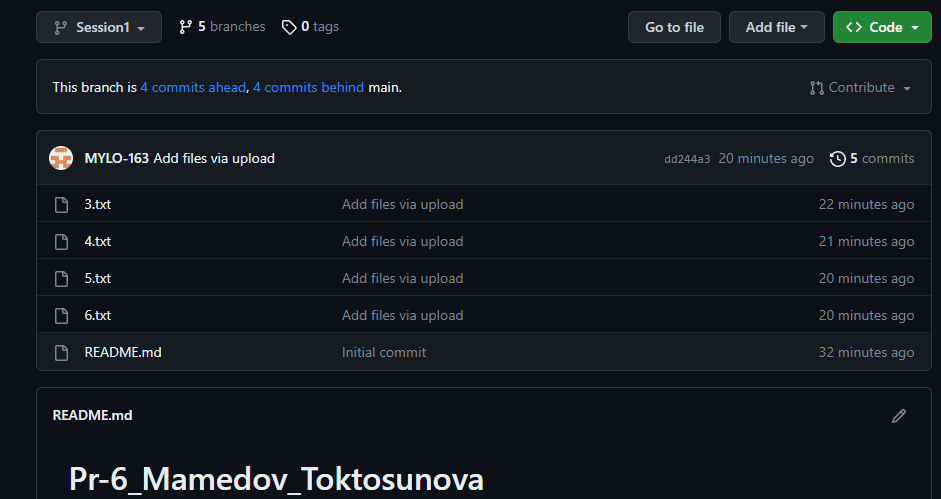 Session1 5 branches 0 tags Go to file Add file Code
This branch is 4 commits ahead, 4 commits behind main. Contribute
MYLO-163 Add files via upload dd244a3 20 minutes ago 5 commits
3.txt Add files via upload 22 minutes ago
4.txt Add files via upload 21 minutes ago
5.txt Add files via upload 20 minutes ago
6.txt Add files via upload 20 minutes ago
README.md Initial commit 32 minutes ago
README.md
Pr-6_Mamedov_Toktosunova